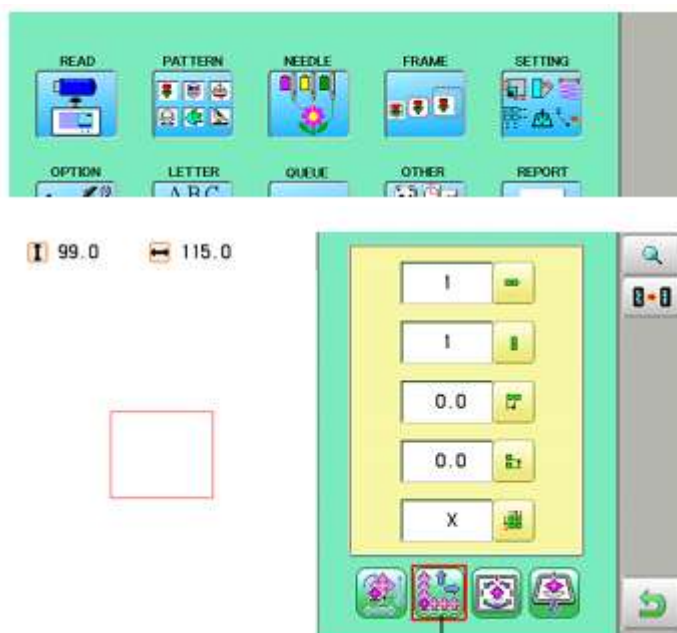 READ PATTERN NEEDLE FRAME SETTING
OPTION LETTER QUEUE OTHER REPORT
ABC
99.0 115.0
1
1
0.0
0.0
X